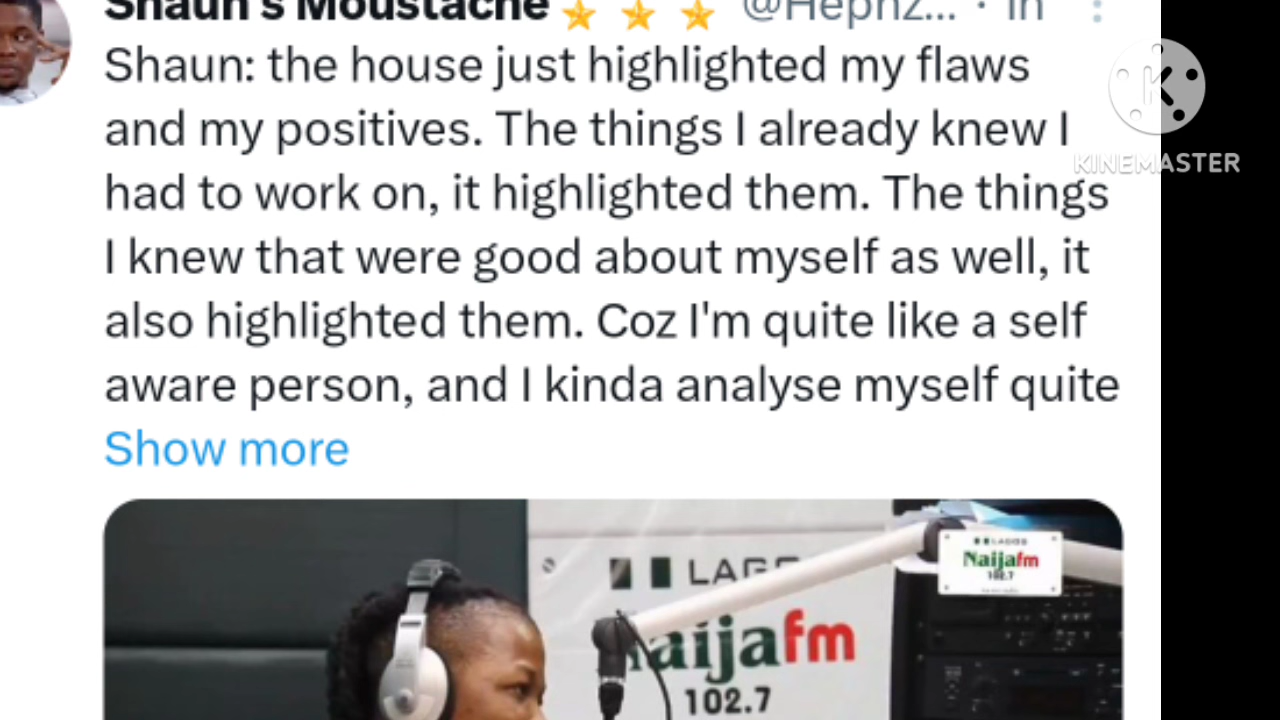 Shaun's Moustache @Hephz... · 1h
Shaun: the house just highlighted my flaws
and my positives. The things I already knew I
had to work on, it highlighted them. The things
I knew that were good about myself as well, it
also highlighted them. Coz I'm quite like a self
aware person, and I kinda analyse myself quite
Show more
K
KINEMASTER
LAGOS
Naijafm
102.7
LAGOS
Naijafm
102.7